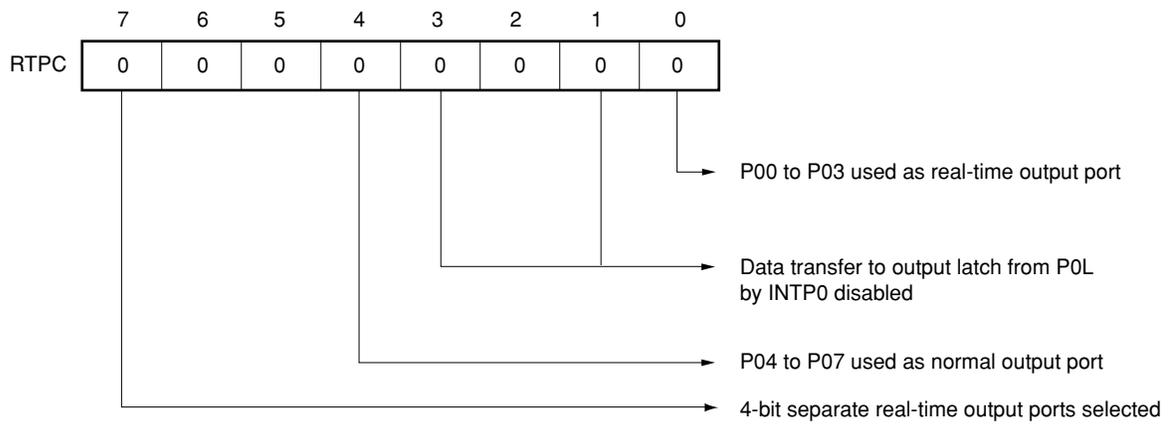 7 6 5 4 3 2 1 0
RTPC 0 0 0 0 0 0 0 0
P00 to P03 used as real-time output port
Data transfer to output latch from P0L
by INTP0 disabled
P04 to P07 used as normal output port
4-bit separate real-time output ports selected